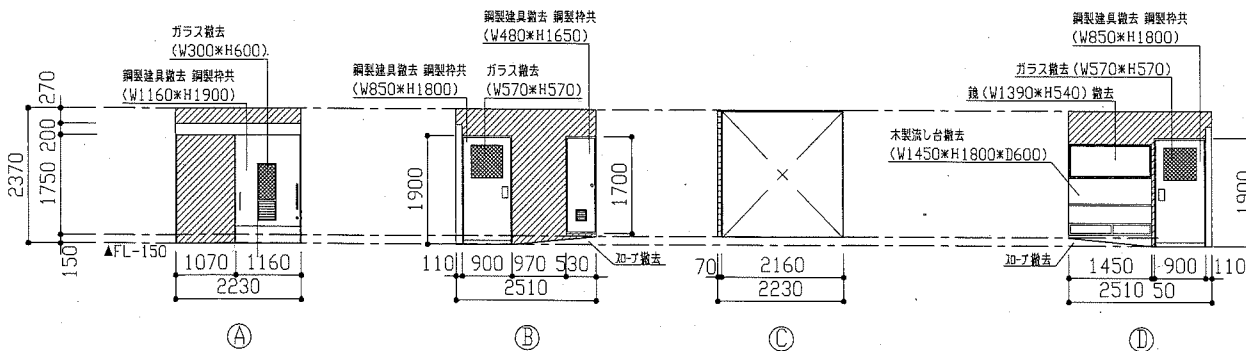 ガラス撤去
(W300*H600)
鋼製建具撤去 鋼製枠共
(W1160*H1900)
270
200
1750
150
2370
▲FL-150
1070
1160
2230
Ⓐ
鋼製建具撤去 鋼製枠共
(W480*H1650)
鋼製建具撤去 鋼製枠共
(W850*H1800)
ガラス撤去
(W570*H570)
1900
1700
スロープ撤去
110
900
970
530
2510
Ⓑ
70
2160
2230
Ⓒ
鋼製建具撤去 鋼製枠共
(W850*H1800)
ガラス撤去(W570*H570)
鏡(W1390*H540)撤去
木製流し台撤去
(W1450*H1800*D600)
1900
スロープ撤去
1450
900
110
2510
50
Ⓓ